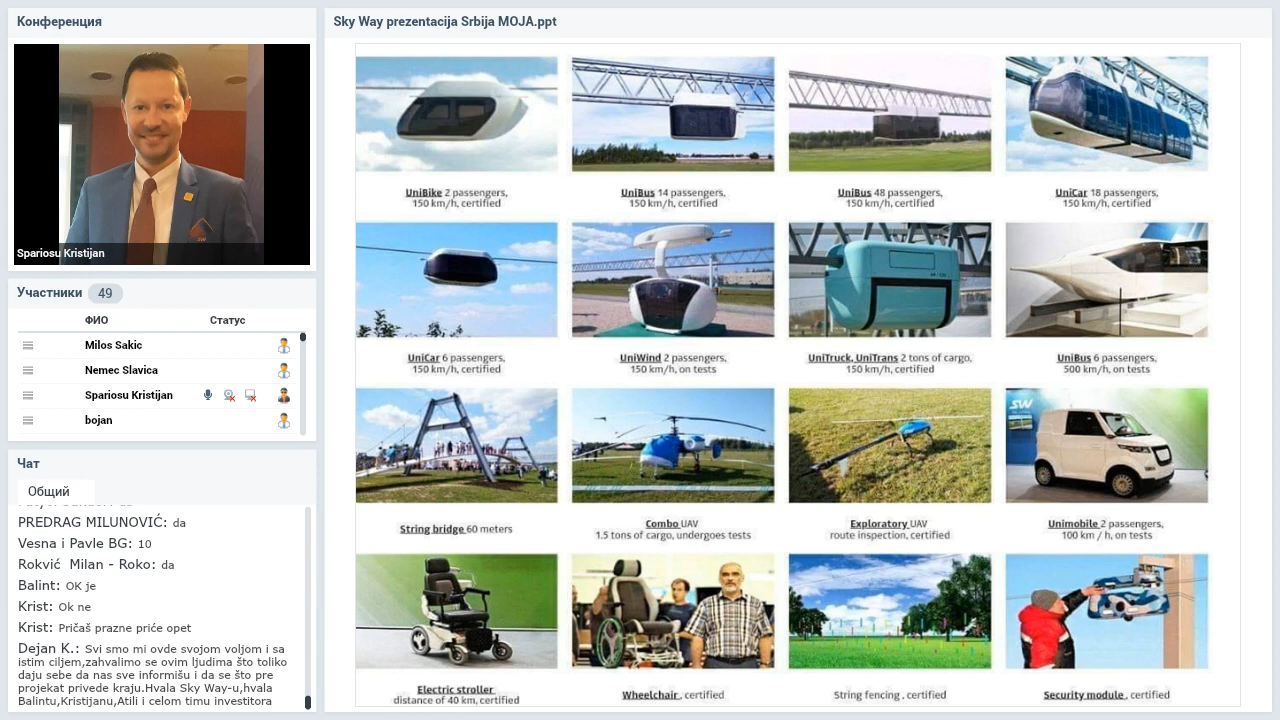 Конференция
Spariosu Kristijan
Участники 49
ФИО Статус
Milos Sakic
Nemec Slavica
Spariosu Kristijan
bojan
Чат
Общий
PREDRAG MILUNOVIĆ: da
Vesna i Pavle BG: 10
Rokvić Milan - Roko: da
Balint: OK je
Krist: Ok ne
Krist: Pričaš prazne priće opet
Dejan K.: Svi smo mi ovde svojom voljom i sa
istim ciljem,zahvalimo se ovim ljudima što toliko
daju sebe da nas sve informišu i da se što pre
projekat privede kraju.Hvala Sky Way-u,hvala
Balintu,Kristijanu,Atili i celom timu investitora
Sky Way prezentacija Srbija MOJA.ppt
UniBike 2 passengers,
150 km/h, certified
UniBus 14 passengers,
150 km/h, certified
UniBus 48 passengers,
150 km/h, certified
UniCar 18 passengers,
150 km/h, certified
UniCar 6 passengers,
150 km/h, certified
UniWind 2 passengers,
150 km/h, on tests
UniTruck, UniTrans 2 tons of cargo,
150 km/h, certified
UniBus 6 passengers,
500 km/h, on tests
SW
String bridge 60 meters
Combo UAV
1.5 tons of cargo, undergoes tests
Exploratory UAV
route inspection, certified
Unimobile 2 passengers,
100 km / h, on tests
Electric stroller
distance of 40 km, certified
Wheelchair , certified
String fencing , certified
Security module , certified